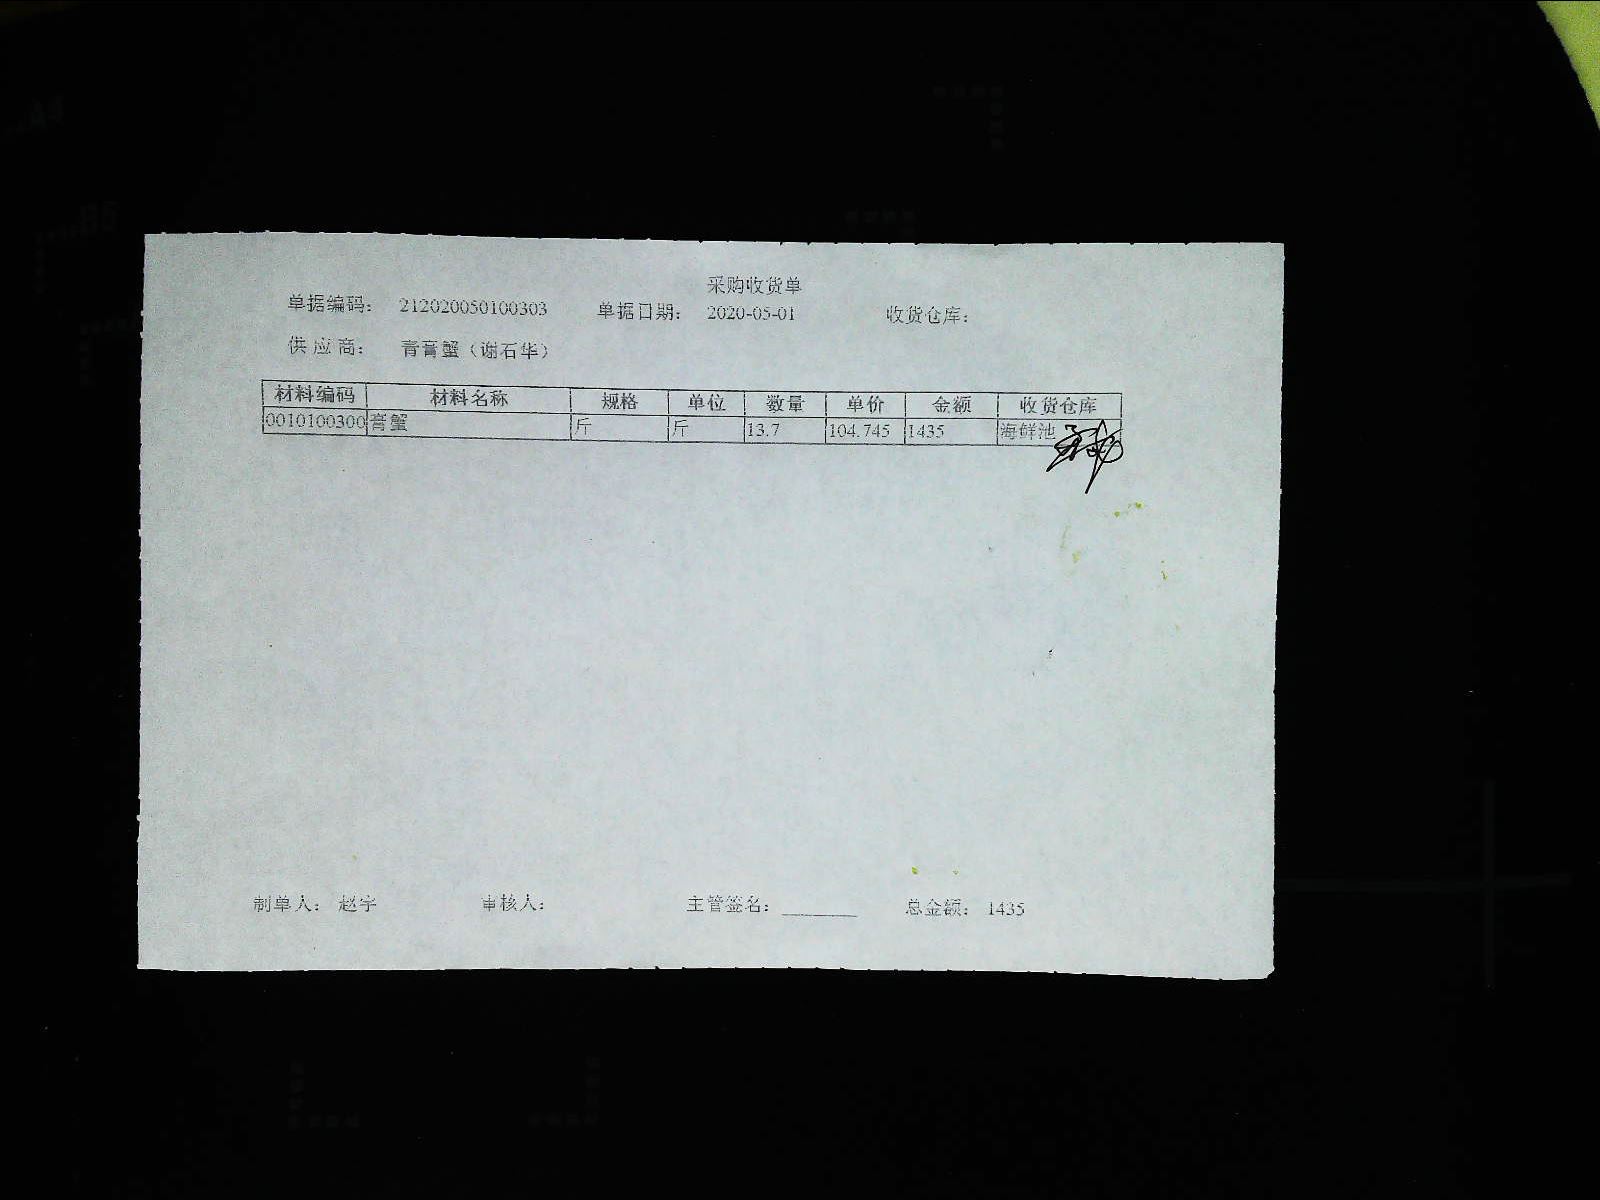 采购收货单
单据编码： 212020050100303 单据日期： 2020-05-01 收货仓库：
供 应 商： 青膏蟹（谢石华）
材料编码 材料名称 规格 单位 数量 单价 金额 收货仓库
0010100300 膏蟹 斤 斤 13.7 104.745 1435 海鲜池
制单人： 赵宇 审核人： 主管签名： ________ 总金额： 1435